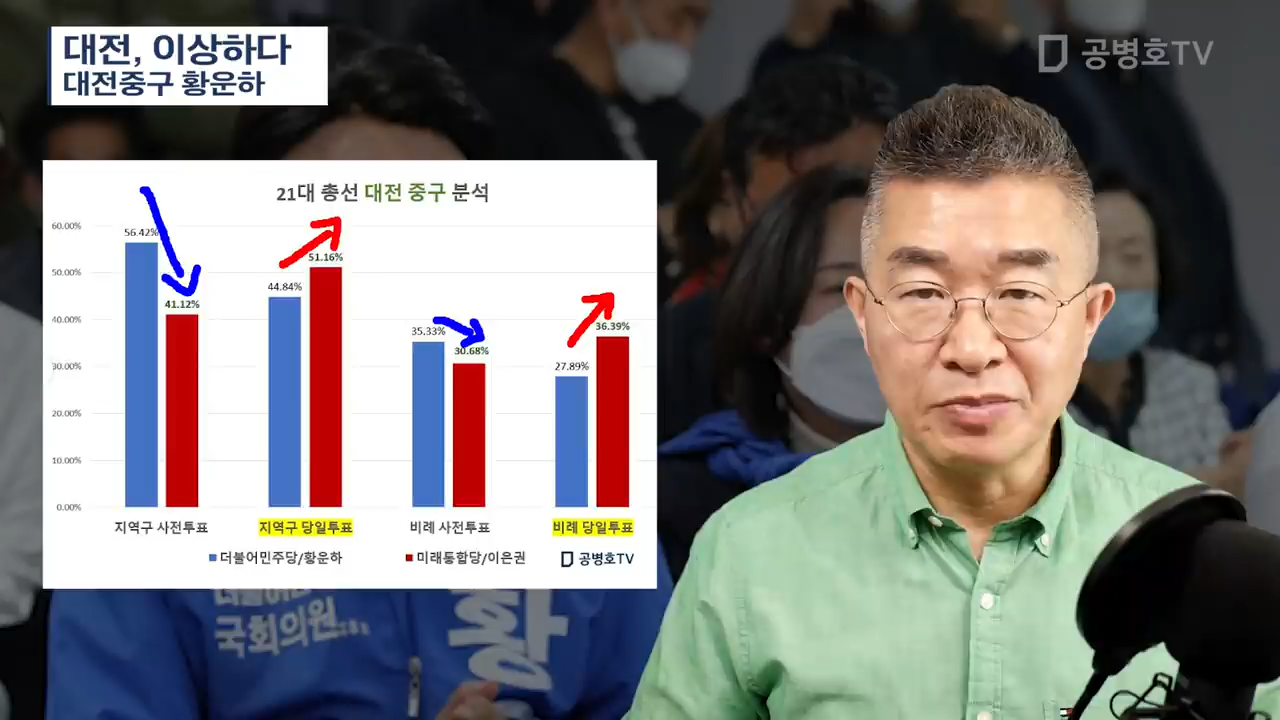 대전, 이상하다
대전중구 황운하
공병호TV
21대 총선 대전 중구 분석
60.00%
50.00%
40.00%
30.00%
20.00%
10.00%
0.00%
56.42%
41.12%
44.84%
51.16%
35.33%
30.68%
27.89%
36.39%
지역구 사전투표
지역구 당일투표
비례 사전투표
비례 당일투표
더불어민주당/황운하
미래통합당/이은권
공병호TV
국회의원
황